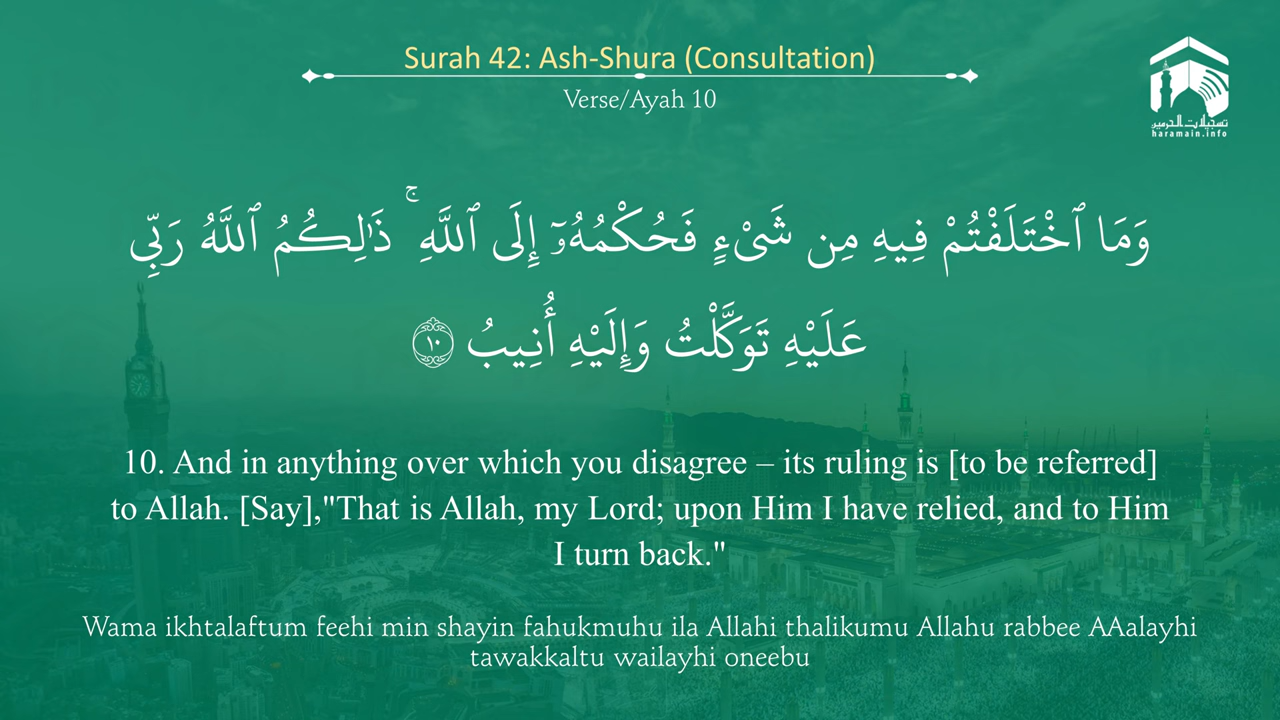 Surah 42: Ash-Shura (Consultation)
Verse/Ayah 10
تسجيلات الحرمين
haramain.info
وَمَا ٱخْتَلَفْتُمْ فِيهِ مِن شَىْءٍ فَحُكْمُهُۥٓ إِلَى ٱللَّهِ ۚ ذَٰلِكُمُ ٱللَّهُ رَبِّى
عَلَيْهِ تَوَكَّلْتُ وَإِلَيْهِ أُنِيبُ ١٠
10. And in anything over which you disagree – its ruling is [to be referred]
to Allah. [Say],"That is Allah, my Lord; upon Him I have relied, and to Him
I turn back."
Wama ikhtalaftum feehi min shayin fahukmuhu ila Allahi thalikumu Allahu rabbee AAalayhi
tawakkaltu wailayhi oneebu